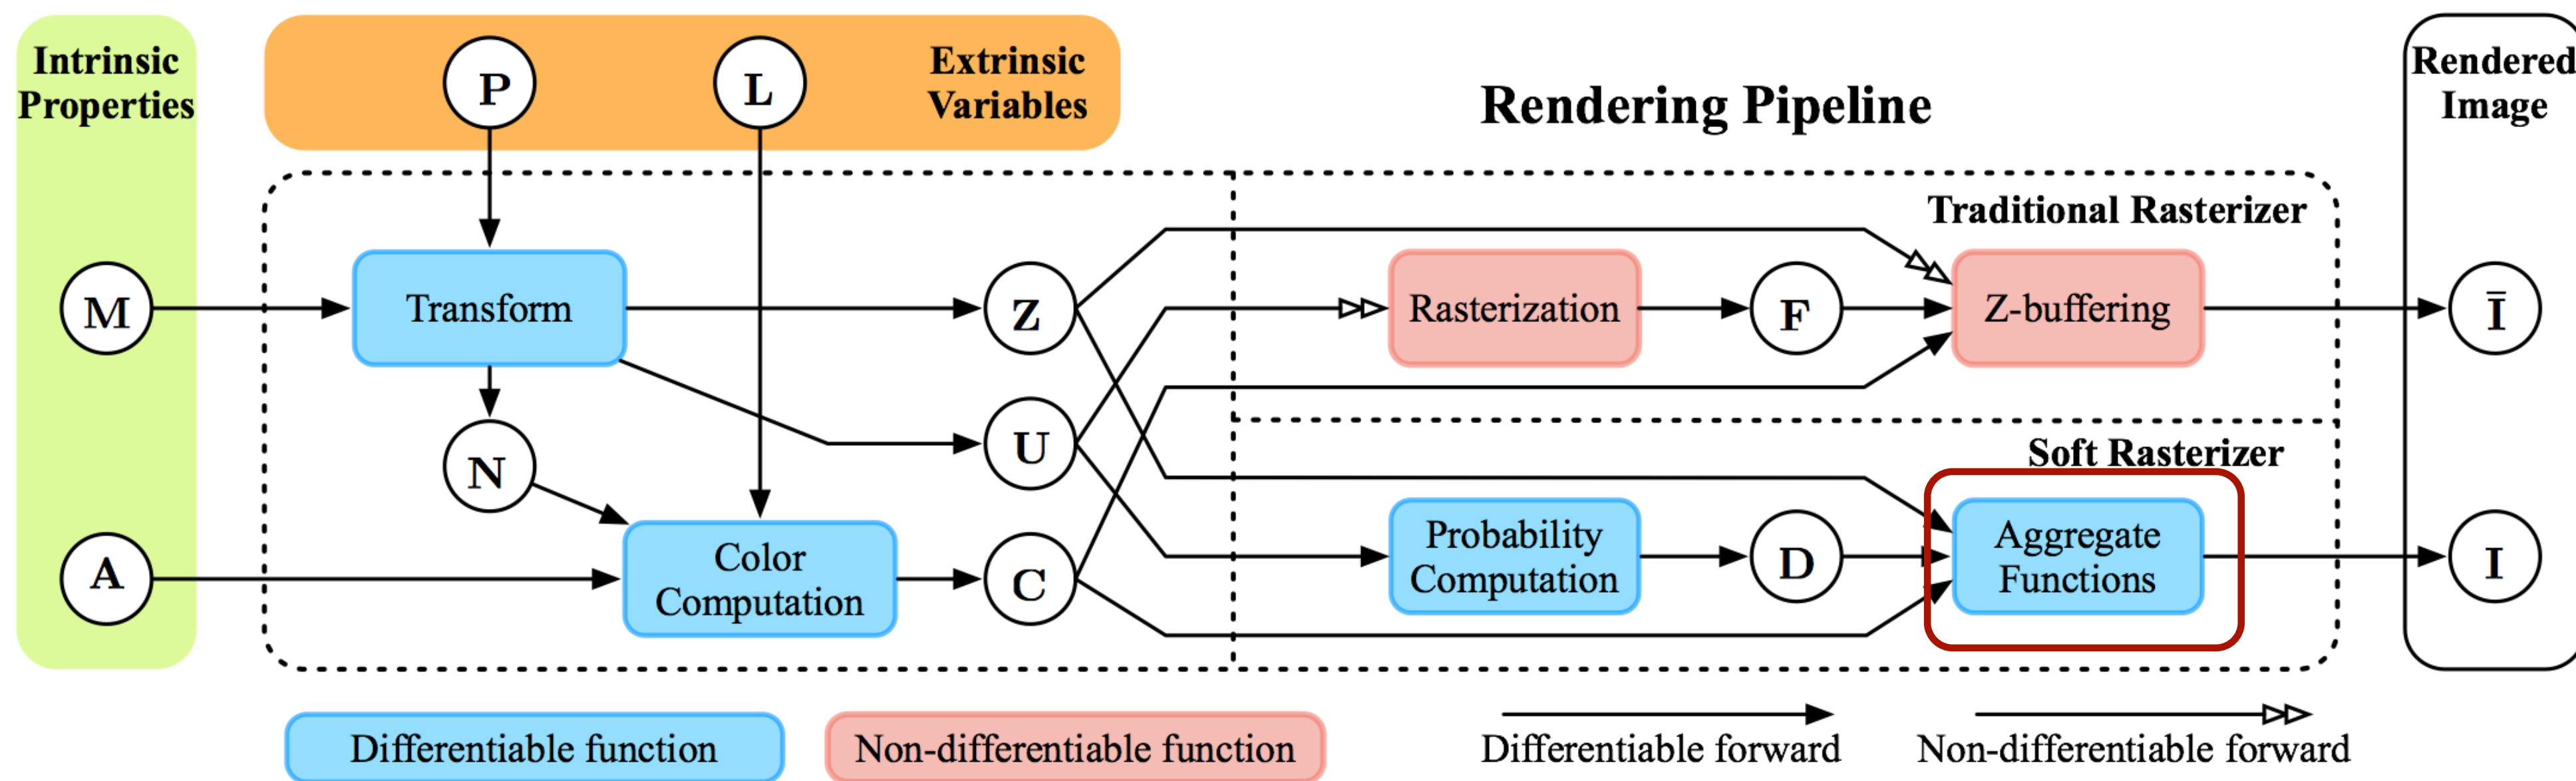 Intrinsic
Properties
P
L
Extrinsic
Variables
Rendering Pipeline
Rendered
Image
Traditional Rasterizer
M
Transform
Z
Rasterization
F
Z-buffering
Ī
N
U
Soft Rasterizer
A
Color
Computation
C
Probability
Computation
D
Aggregate
Functions
I
Differentiable function
Non-differentiable function
Differentiable forward
Non-differentiable forward